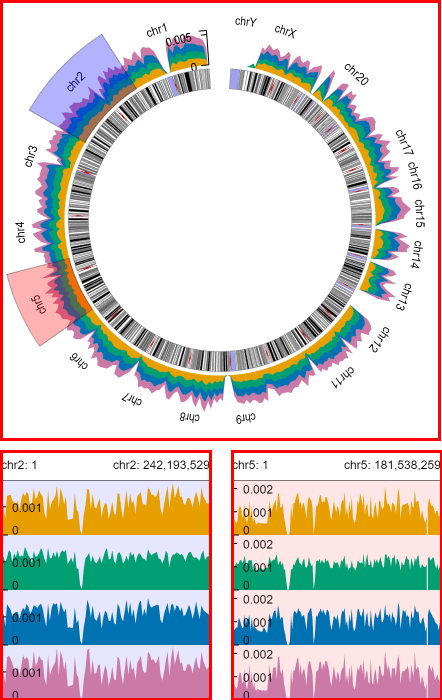 chrY
chrX
chr1
0.005
0
chr20
chr2
chr17
chr3
chr16
chr15
chr4
chr14
chr5
chr13
chr6
chr12
chr7
chr11
chr8
chr9
chr2: 1 chr2: 242,193,529
0.001
0
0.001
0
0.001
0
0.001
chr5: 1 chr5: 181,538,259
0.002
0.001
0
0.002
0.001
0
0.002
0.001
0
0.002
0.001